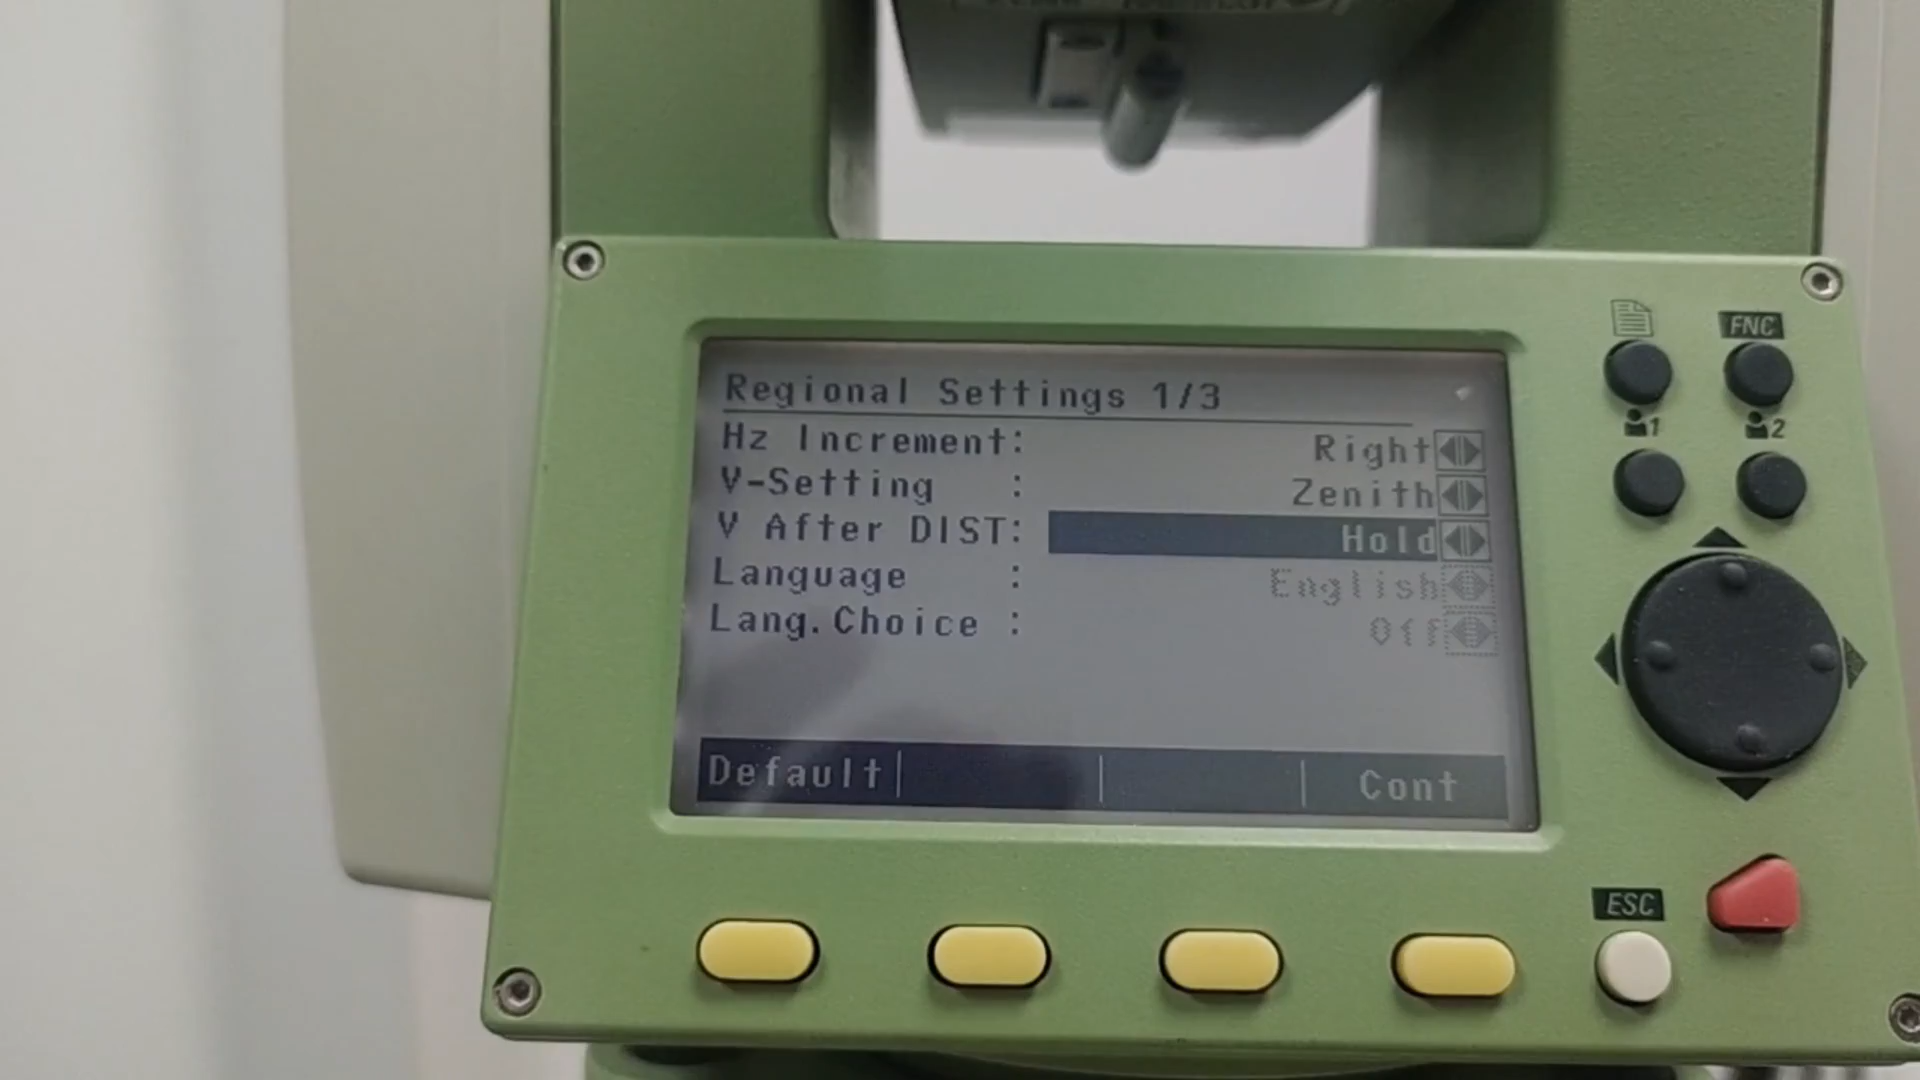 Regional Settings 1/3
Hz Increment: Right
V-Setting : Zenith
V After DIST: Hold
Language : English
Lang.Choice : Off
Default Cont
FNC
1 2
ESC